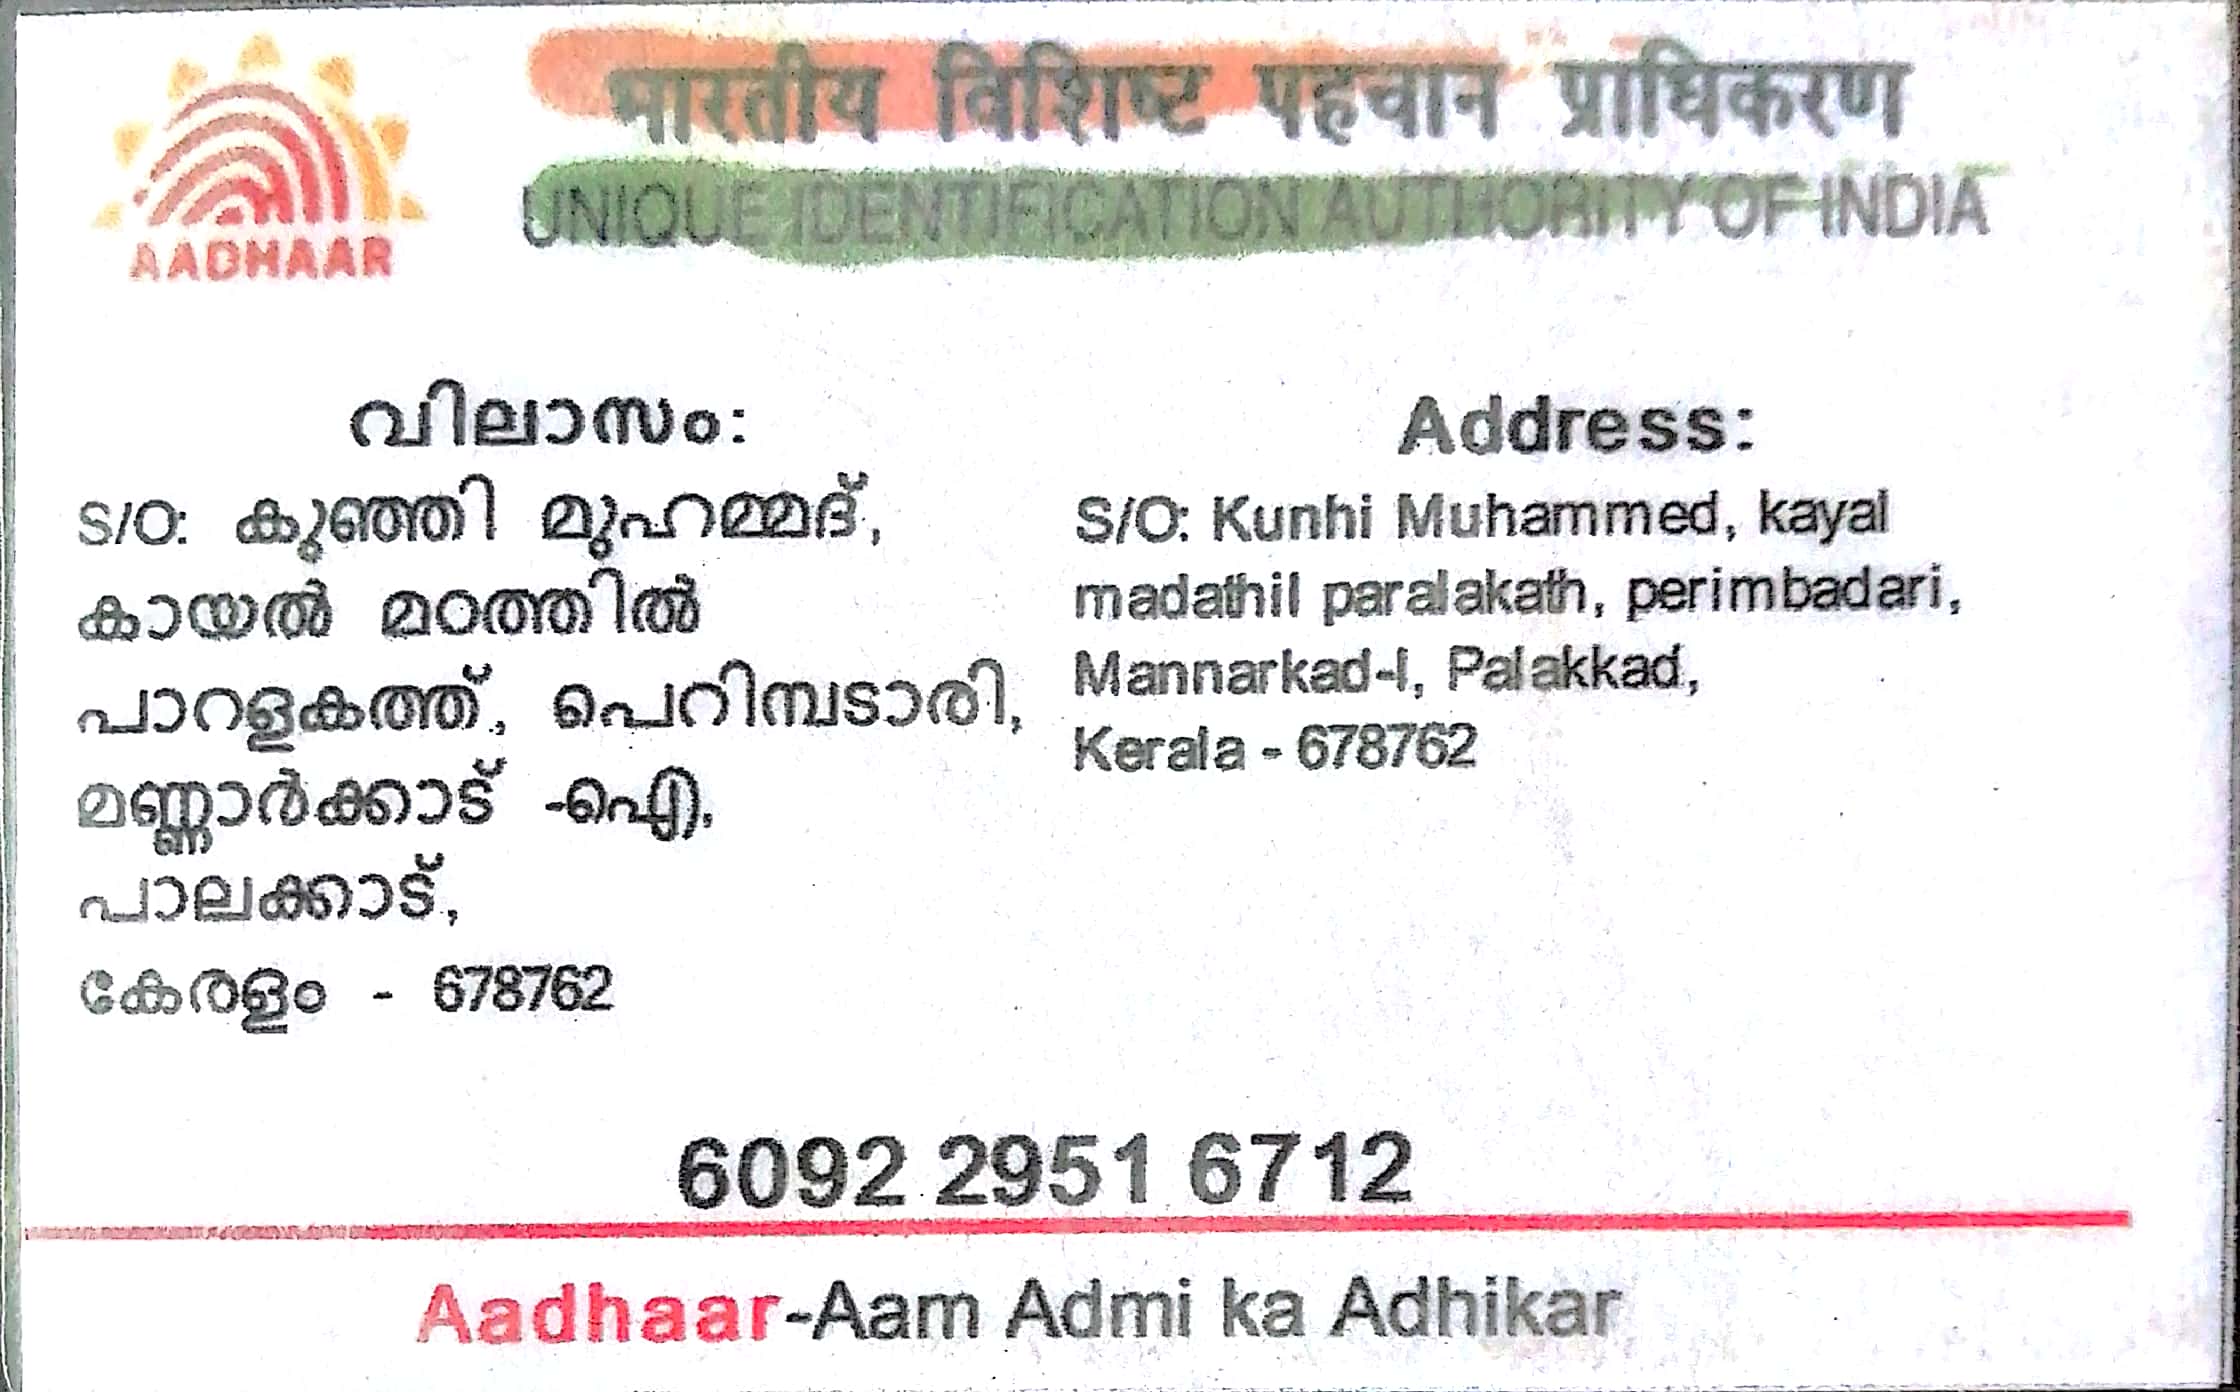 भारतीय विशिष्ट पहचान प्राधिकरण
UNIQUE IDENTIFICATION AUTHORITY OF INDIA
AADHAAR
വിലാസം:
S/O: കുഞ്ഞി മുഹമ്മദ്,
കായൽ മഠത്തിൽ
പാറളകത്ത്, പെറിമ്പടാരി,
മണ്ണാർക്കാട് -ഐ,
പാലക്കാട്,
കേരളം - 678762
Address:
S/O: Kunhi Muhammed, kayal
madathil paralakath, perimbadari,
Mannarkad-I, Palakkad,
Kerala - 678762
6092 2951 6712
Aadhaar-Aam Admi ka Adhikar